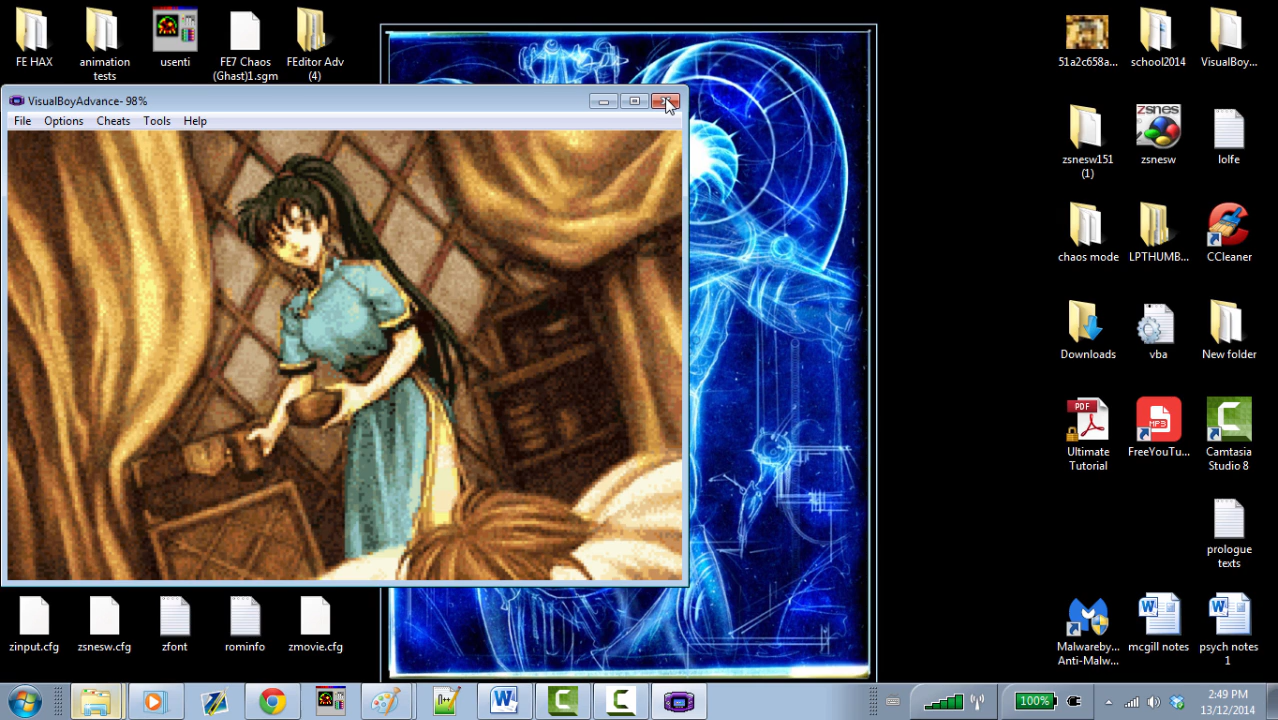 FE HAX
animation
tests
usenti
FE7 Chaos
(Ghast)1.sgm
FEditor Adv
(4)
51a2c658a...
school2014
VisualBoy...
VisualBoyAdvance- 98%
File Options Cheats Tools Help
zsnes
zsnesw151
(1)
zsnesw
lolfe
chaos mode
LPTHUMB...
CCleaner
Downloads
vba
New folder
PDF
Ultimate
Tutorial
MP3
FreeYouTu...
C
Camtasia
Studio 8
prologue
texts
zinput.cfg
zsnesw.cfg
zfont
rominfo
zmovie.cfg
Malwareby...
Anti-Malw...
W
mcgill notes
W
psych notes
1
W
C
C
100%
2:49 PM
13/12/2014